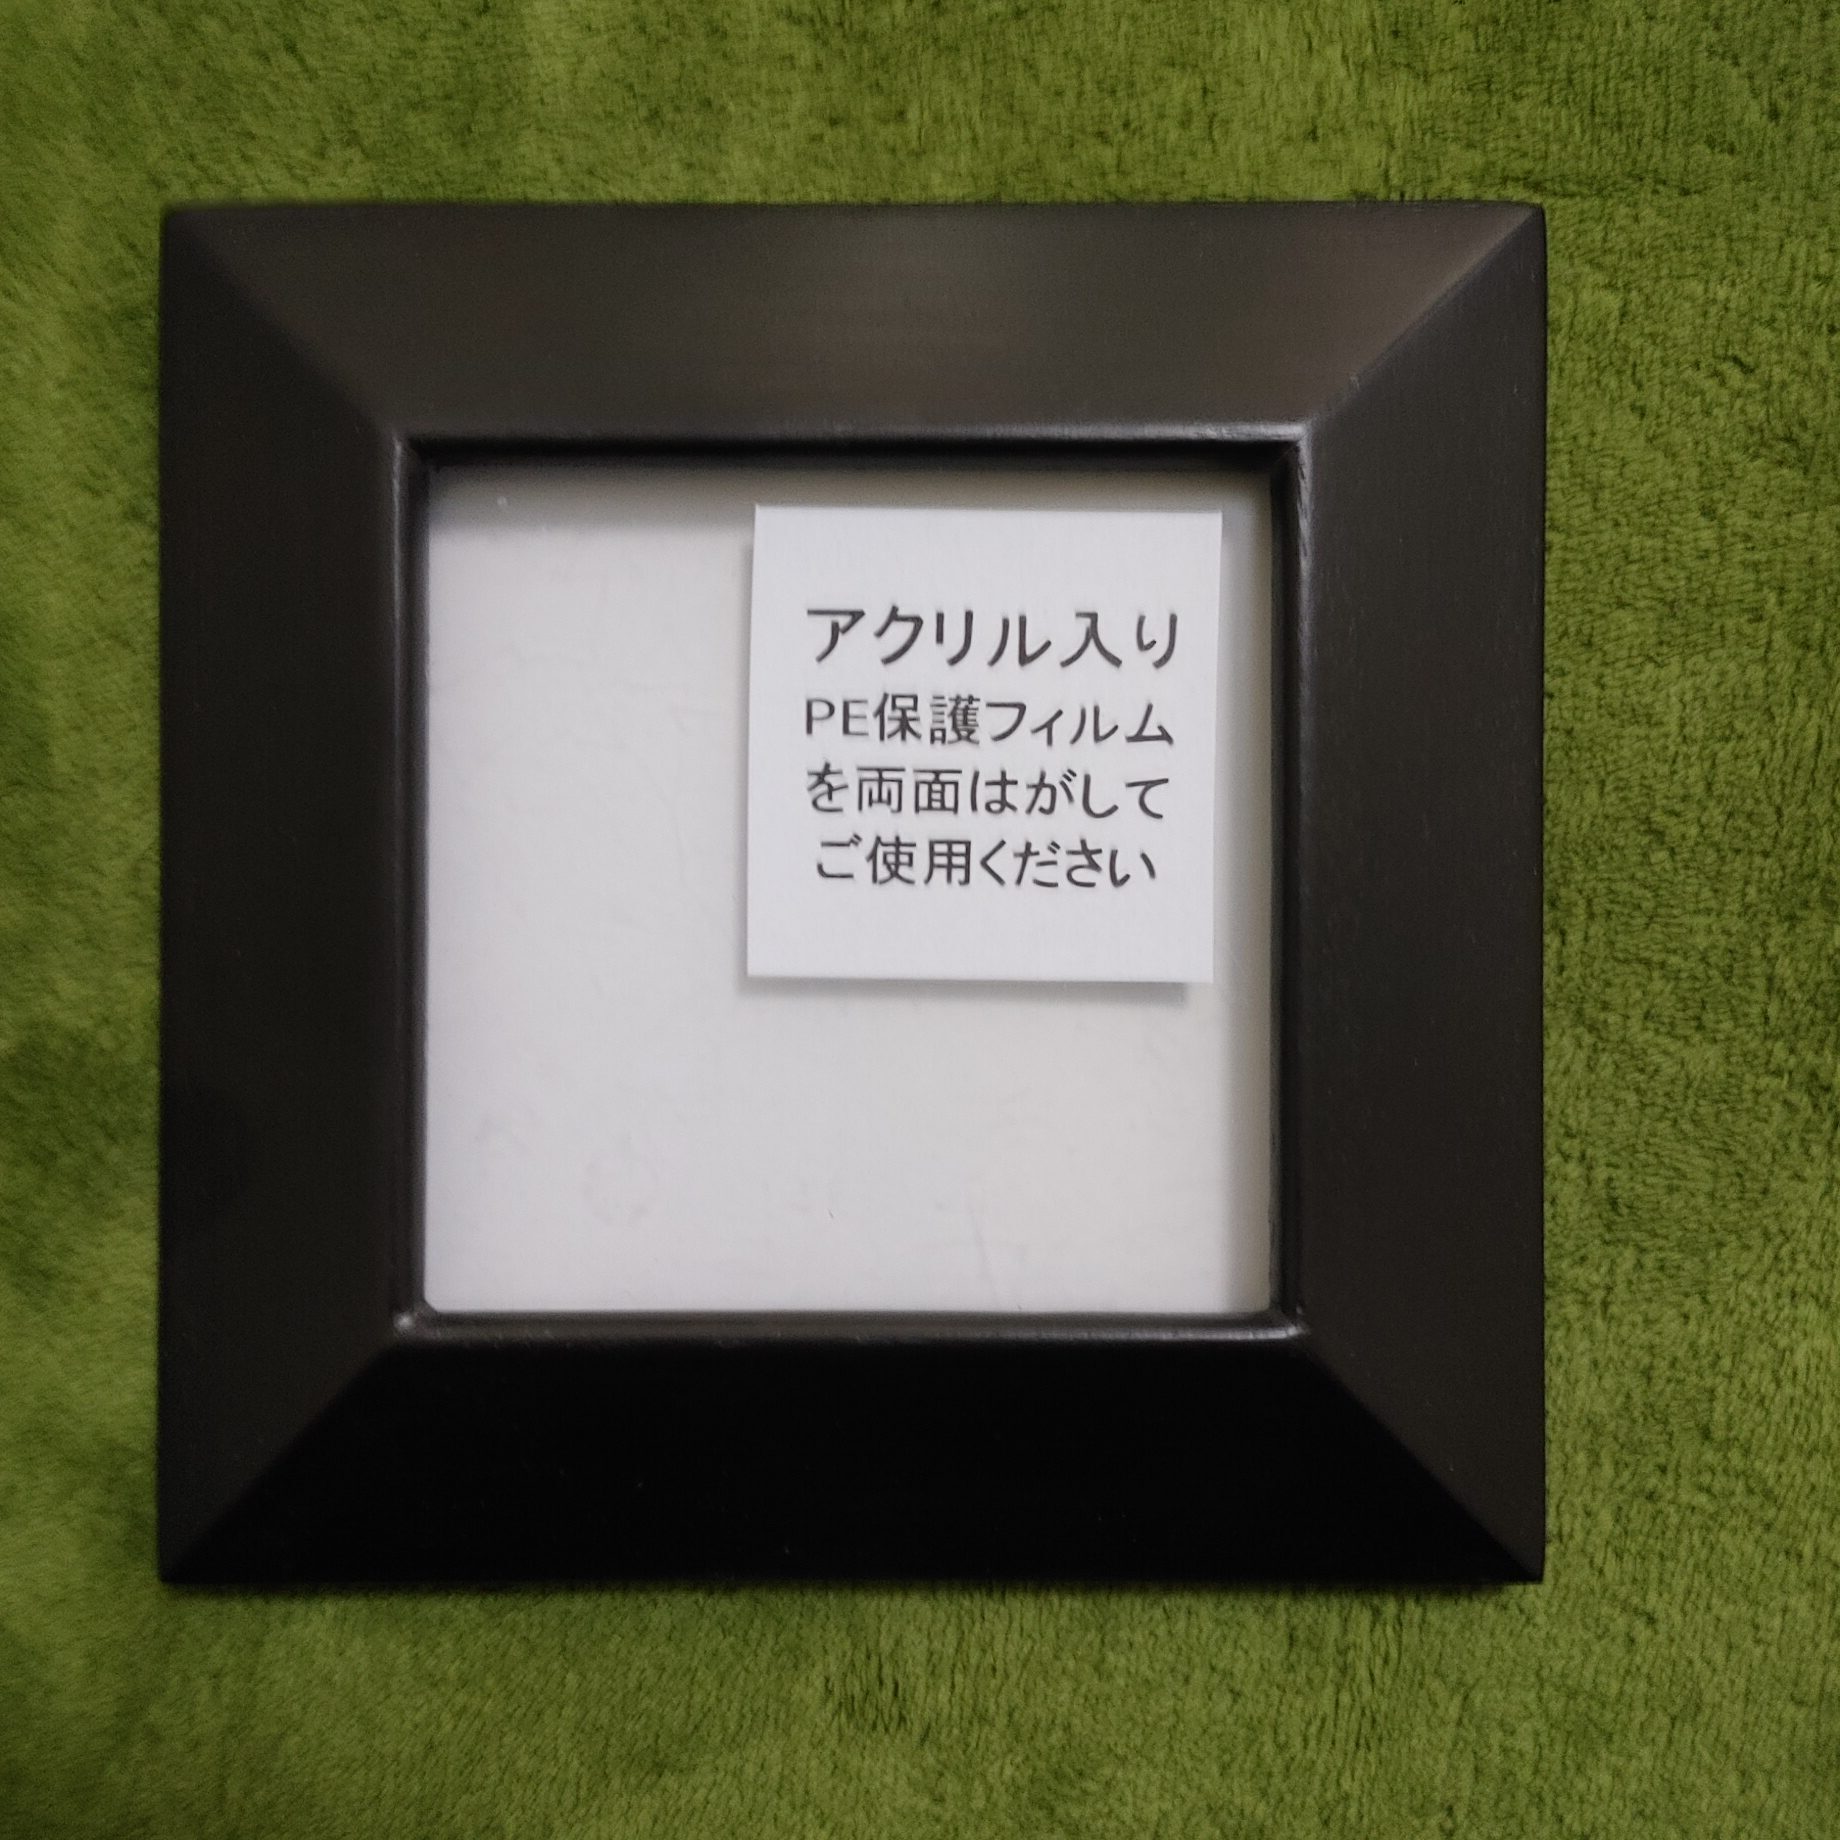 アクリル入り
PE保護フィルム
を両面はがして
ご使用ください